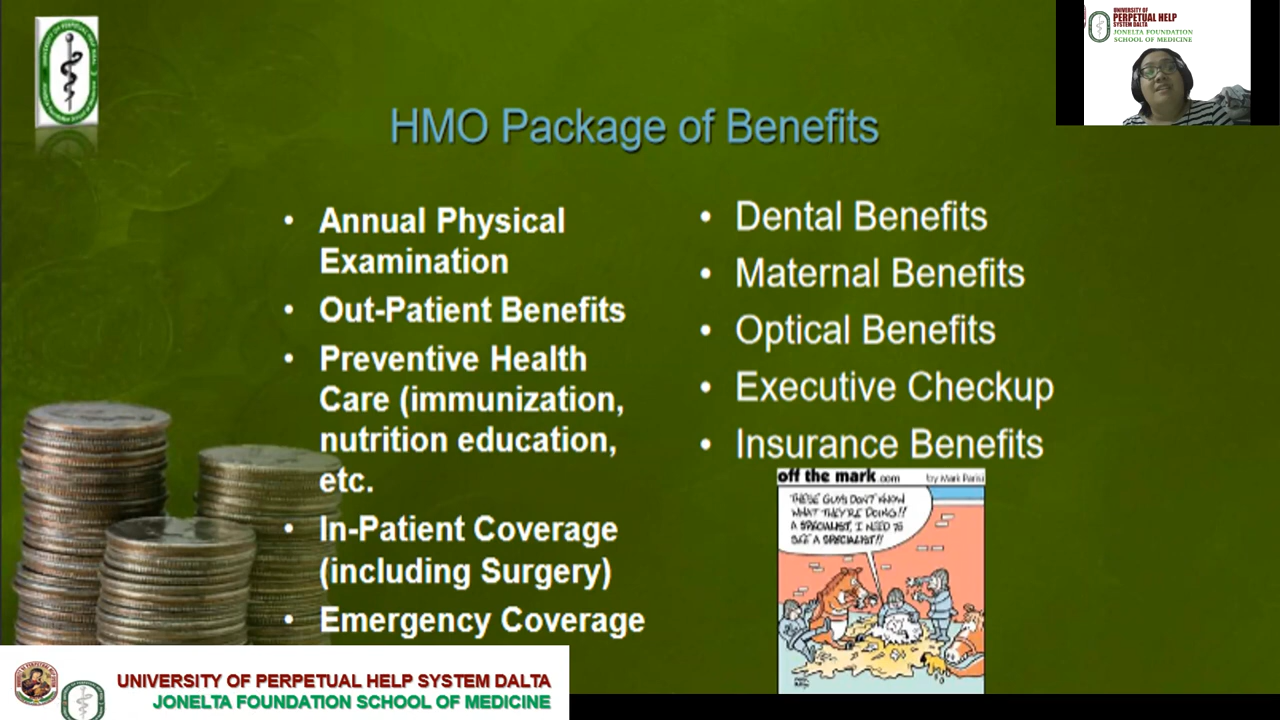 UNIVERSITY OF
PERPETUAL HELP
SYSTEM DALTA
JONELTA FOUNDATION
SCHOOL OF MEDICINE
HMO Package of Benefits
• Annual Physical
Examination
• Out-Patient Benefits
• Preventive Health
Care (immunization,
nutrition education,
etc.
• In-Patient Coverage
(including Surgery)
• Emergency Coverage
• Dental Benefits
• Maternal Benefits
• Optical Benefits
• Executive Checkup
• Insurance Benefits
off the mark.com by Mark Parisi
THESE GUYS DON'T KNOW
WHAT THEY'RE DOING!!
A SPECIALIST, I NEED TO
SEE A SPECIALIST!!
UNIVERSITY OF PERPETUAL HELP SYSTEM DALTA
JONELTA FOUNDATION SCHOOL OF MEDICINE